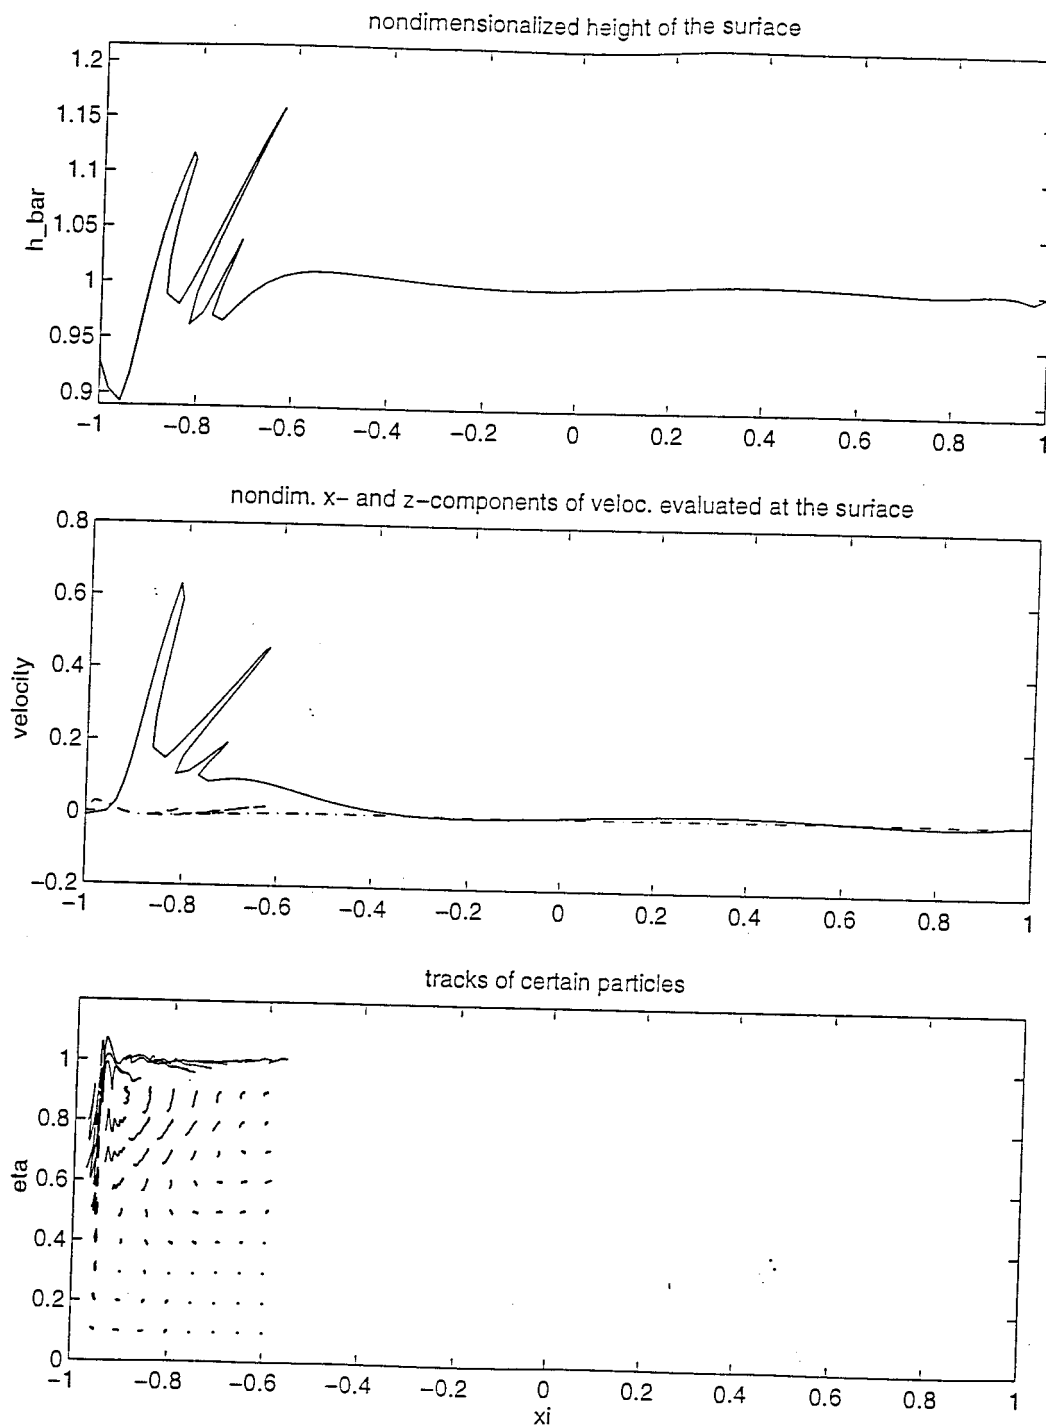 nondimensionalized height of the surface
1.2
1.15
1.1
1.05
1
0.95
0.9
h_bar
−1 −0.8 −0.6 −0.4 −0.2 0 0.2 0.4 0.6 0.8 1
nondim. x− and z−components of veloc. evaluated at the surface
0.8
0.6
0.4
0.2
0
−0.2
velocity
−1 −0.8 −0.6 −0.4 −0.2 0 0.2 0.4 0.6 0.8 1
tracks of certain particles
1
0.8
0.6
0.4
0.2
0
eta
−1 −0.8 −0.6 −0.4 −0.2 0 0.2 0.4 0.6 0.8 1
xi